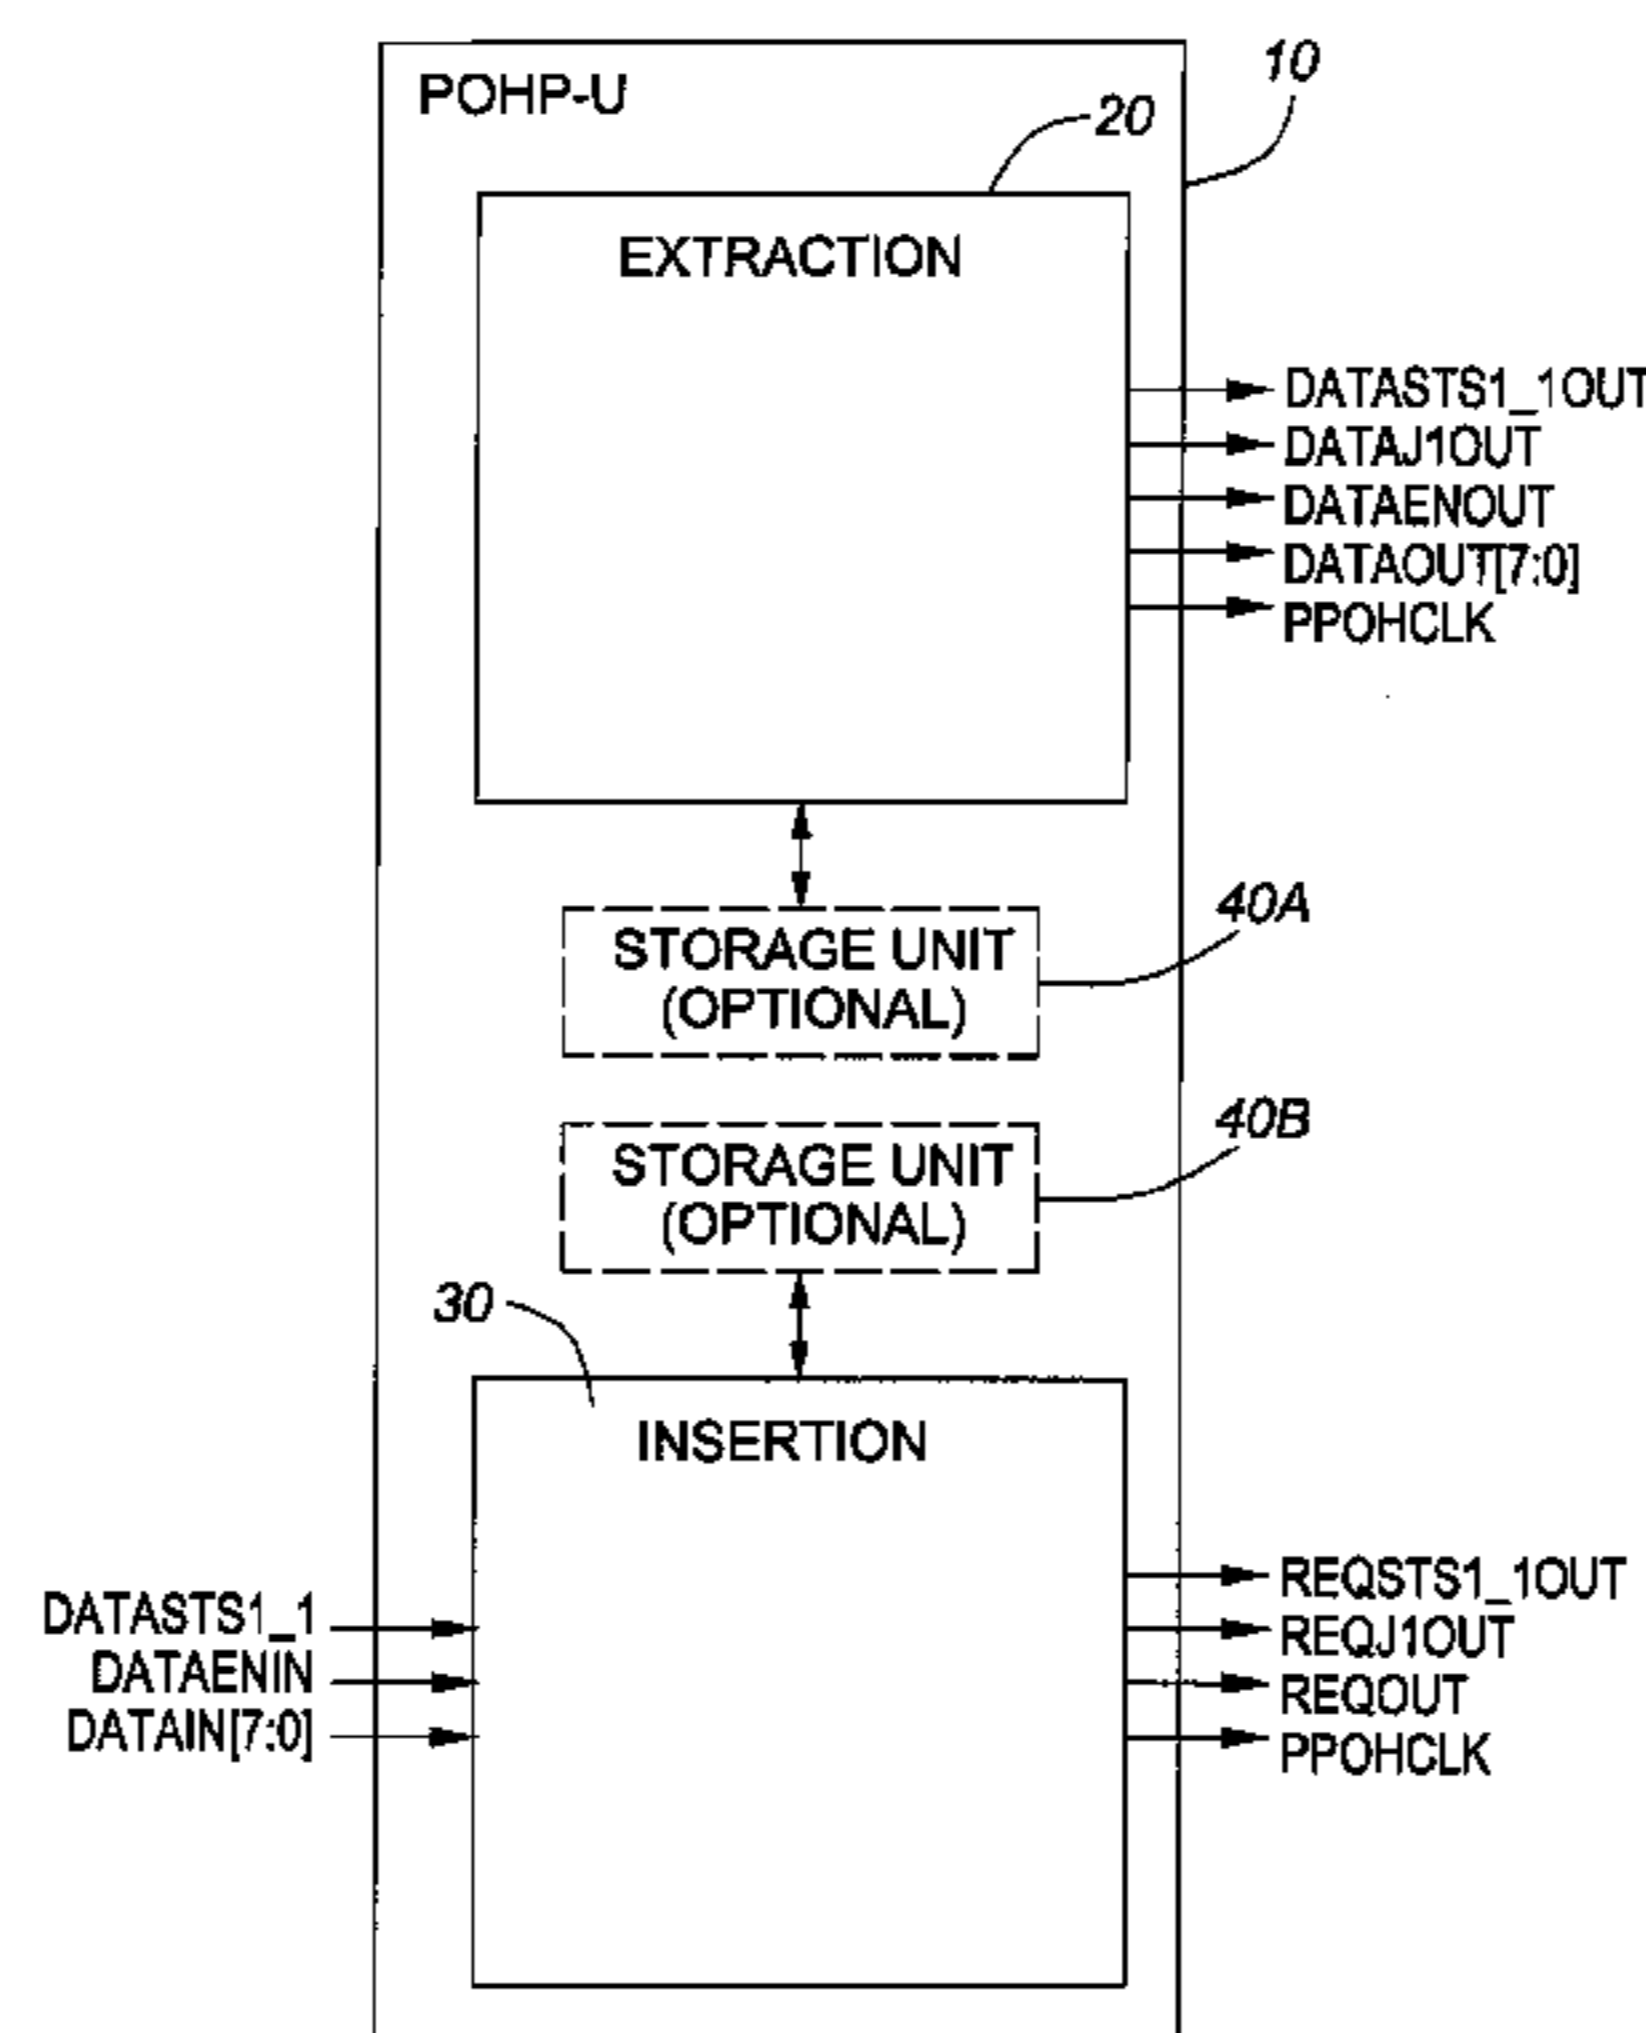 POHP-U
10
20
EXTRACTION
DATASTS1_1OUT
DATAJ1OUT
DATAENOUT
DATAOUT[7:0]
PPOHCLK
STORAGE UNIT
(OPTIONAL)
40A
STORAGE UNIT
(OPTIONAL)
40B
30
INSERTION
DATASTS1_1
DATAENIN
DATAIN[7:0]
REQSTS1_1OUT
REQJ1OUT
REQOUT
PPOHCLK